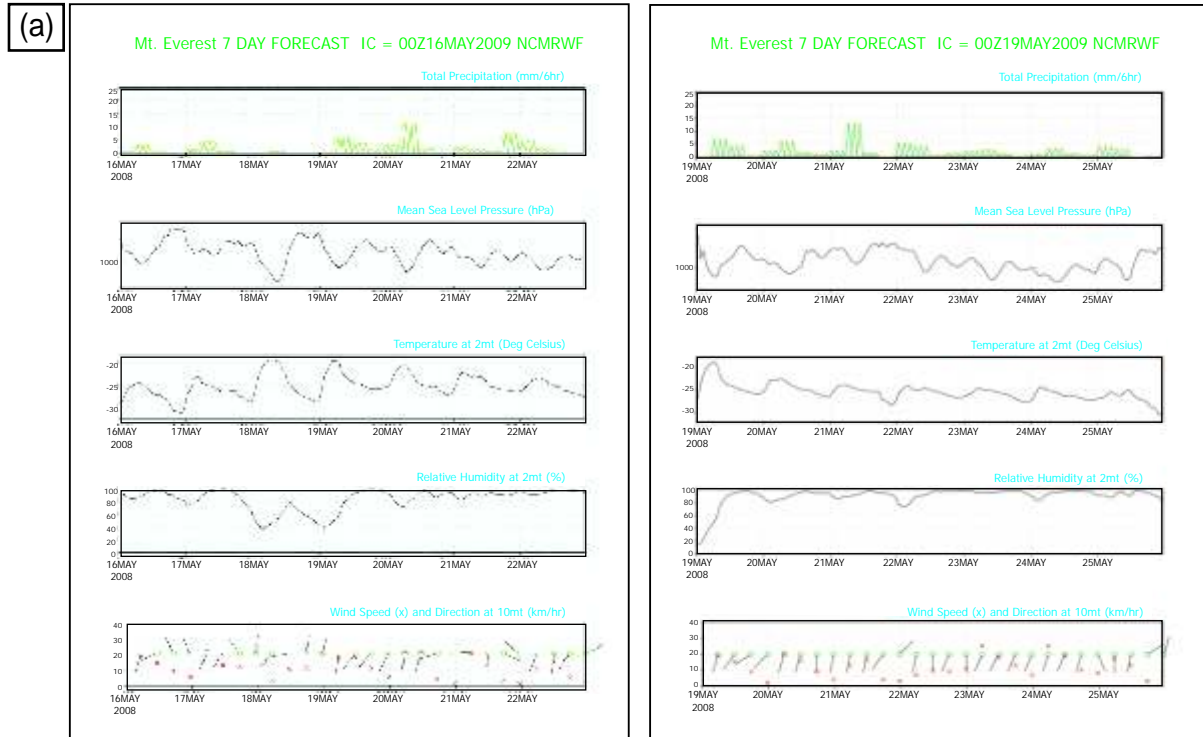 (a)
Mt. Everest 7 DAY FORECAST IC = 00Z16MAY2009 NCMRWF
Total Precipitation (mm/6hr)
25
20
15
10
5
0
16MAY 17MAY 18MAY 19MAY 20MAY 21MAY 22MAY
2008
Mean Sea Level Pressure (hPa)
1000
16MAY 17MAY 18MAY 19MAY 20MAY 21MAY 22MAY
2008
Temperature at 2mt (Deg Celsius)
-20
-25
-30
16MAY 17MAY 18MAY 19MAY 20MAY 21MAY 22MAY
2008
Relative Humidity at 2mt (%)
100
80
60
40
20
0
16MAY 17MAY 18MAY 19MAY 20MAY 21MAY 22MAY
2008
Wind Speed (x) and Direction at 10mt (km/hr)
40
30
20
10
0
16MAY 17MAY 18MAY 19MAY 20MAY 21MAY 22MAY
2008
Mt. Everest 7 DAY FORECAST IC = 00Z19MAY2009 NCMRWF
Total Precipitation (mm/6hr)
25
20
15
10
5
0
19MAY 20MAY 21MAY 22MAY 23MAY 24MAY 25MAY
2008
Mean Sea Level Pressure (hPa)
1000
19MAY 20MAY 21MAY 22MAY 23MAY 24MAY 25MAY
2008
Temperature at 2mt (Deg Celsius)
-20
-25
-30
19MAY 20MAY 21MAY 22MAY 23MAY 24MAY 25MAY
2008
Relative Humidity at 2mt (%)
100
80
60
40
20
0
19MAY 20MAY 21MAY 22MAY 23MAY 24MAY 25MAY
2008
Wind Speed (x) and Direction at 10mt (km/hr)
40
30
20
10
0
19MAY 20MAY 21MAY 22MAY 23MAY 24MAY 25MAY
2008